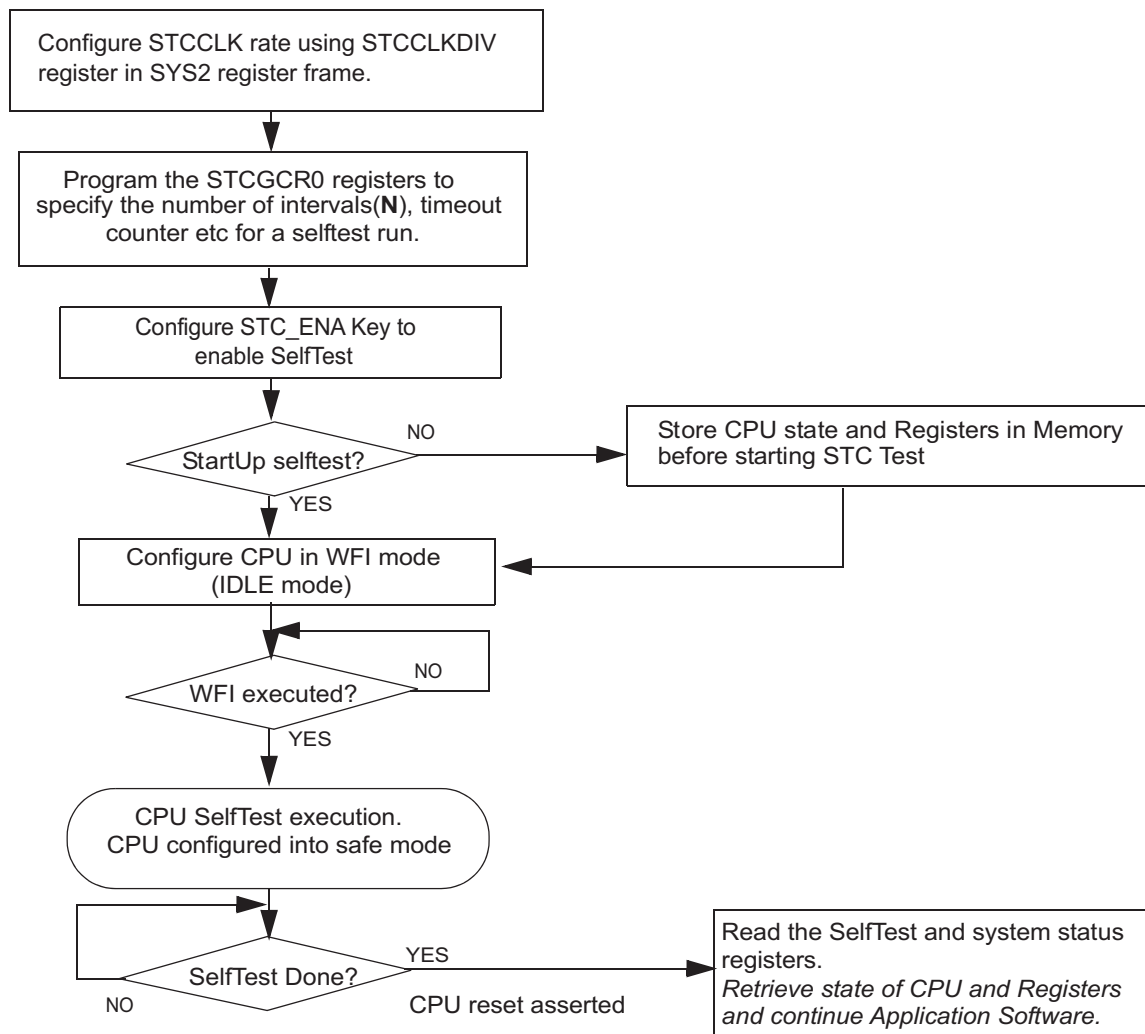 Configure STCCLK rate using STCCLKDIV
register in SYS2 register frame.
Program the STCGCR0 registers to
specify the number of intervals(N), timeout
counter etc for a selftest run.
Configure STC_ENA Key to
enable SelfTest
StartUp selftest?
NO
YES
Store CPU state and Registers in Memory
before starting STC Test
Configure CPU in WFI mode
(IDLE mode)
WFI executed?
NO
YES
CPU SelfTest execution.
CPU configured into safe mode
SelfTest Done?
NO
YES
CPU reset asserted
Read the SelfTest and system status
registers.
Retrieve state of CPU and Registers
and continue Application Software.